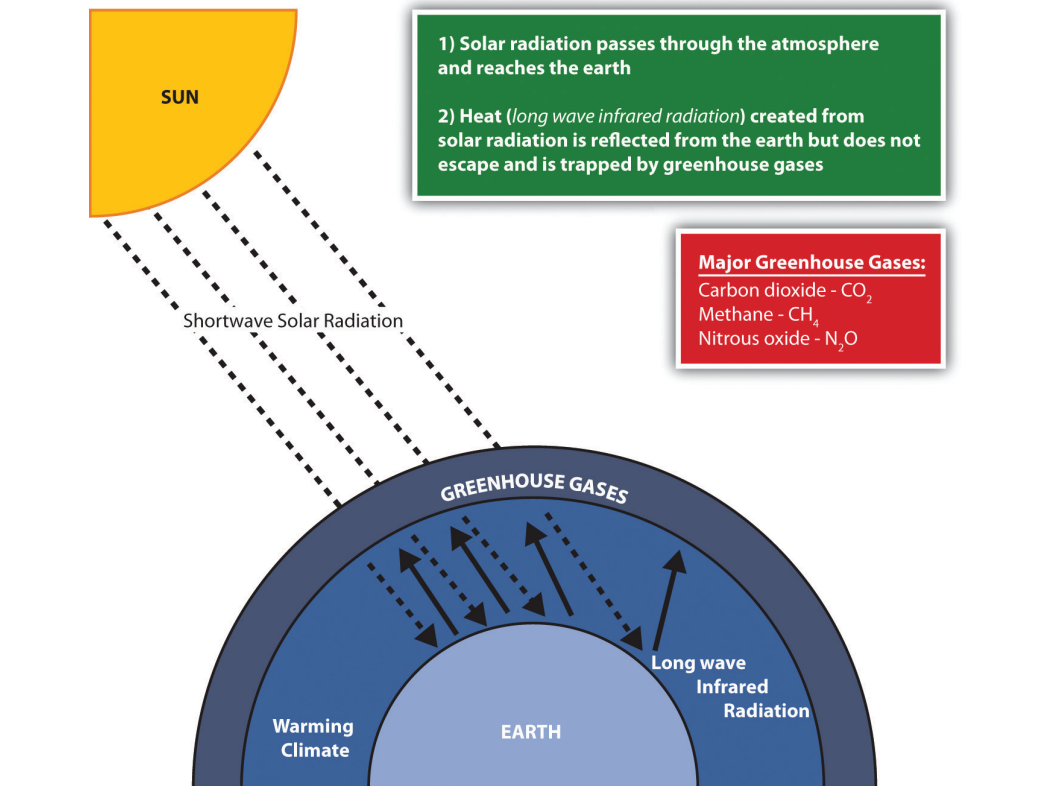 SUN
1) Solar radiation passes through the atmosphere
and reaches the earth
2) Heat (long wave infrared radiation) created from
solar radiation is reflected from the earth but does not
escape and is trapped by greenhouse gases
Major Greenhouse Gases:
Carbon dioxide - CO₂
Methane - CH₄
Nitrous oxide - N₂O
Shortwave Solar Radiation
GREENHOUSE GASES
Long wave
Infrared
Radiation
Warming
Climate
EARTH